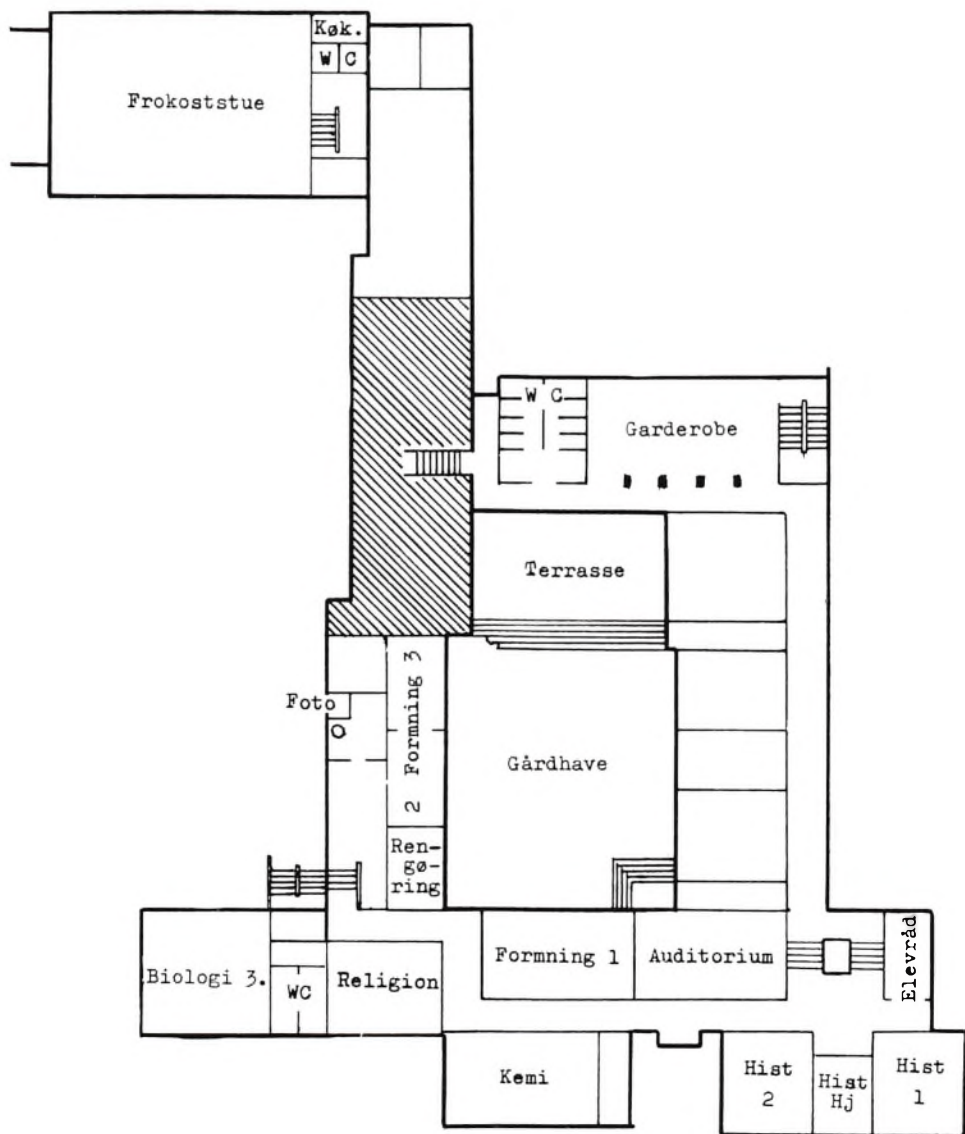 Køk.
W C
Frokoststue
W C
Garderobe
Terrasse
Formning 3
2
Foto
Gårdhave
Ren-
gø-
ring
Formning 1
Auditorium
Elevråd
Biologi 3.
WC
Religion
Kemi
Hist
2
Hist
Hj
Hist
1